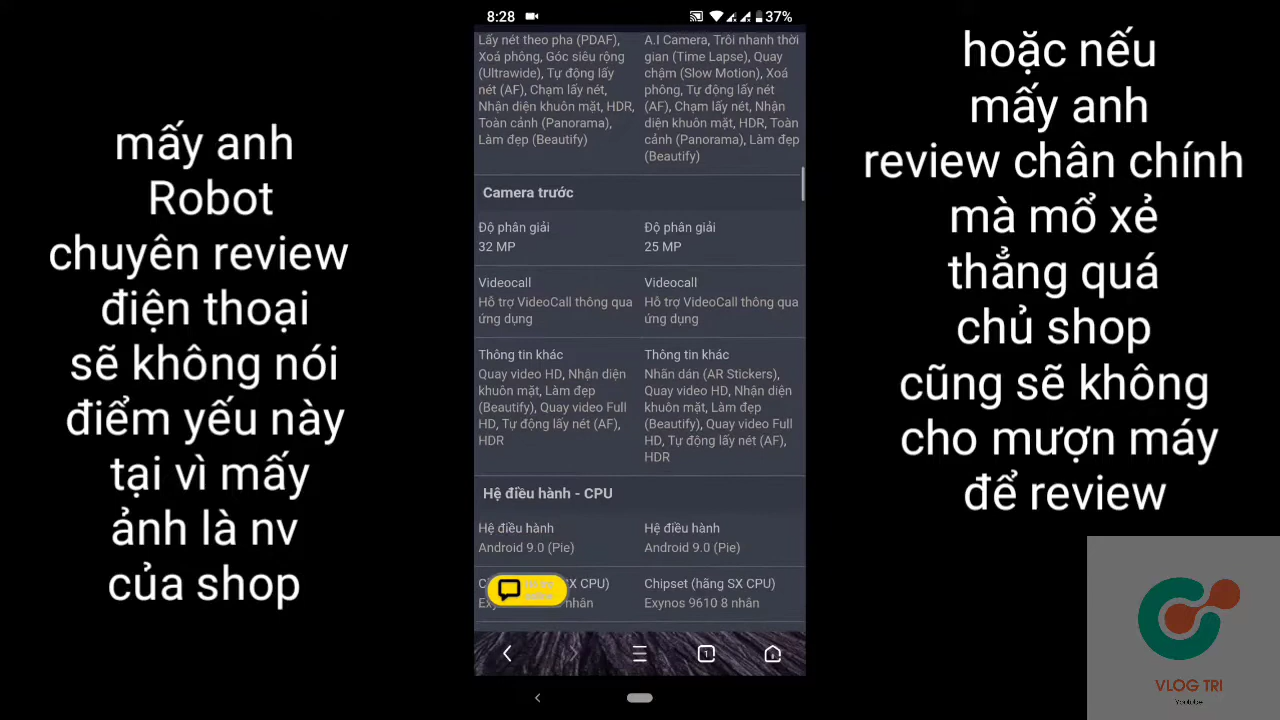 mấy anh
Robot
chuyên review
điện thoại
sẽ không nói
điểm yếu này
tại vì mấy
ảnh là nv
của shop
8:28
37%
Lấy nét theo pha (PDAF),
Xoá phông, Góc siêu rộng
(Ultrawide), Tự động lấy
nét (AF), Chạm lấy nét,
Nhận diện khuôn mặt, HDR,
Toàn cảnh (Panorama),
Làm đẹp (Beautify)
A.I Camera, Trôi nhanh thời
gian (Time Lapse), Quay
chậm (Slow Motion), Xoá
phông, Tự động lấy nét
(AF), Chạm lấy nét, Nhận
diện khuôn mặt, HDR, Toàn
cảnh (Panorama), Làm đẹp
(Beautify)
Camera trước
Độ phân giải
32 MP
Độ phân giải
25 MP
Videocall
Hỗ trợ VideoCall thông qua
ứng dụng
Videocall
Hỗ trợ VideoCall thông qua
ứng dụng
Thông tin khác
Quay video HD, Nhận diện
khuôn mặt, Làm đẹp
(Beautify), Quay video Full
HD, Tự động lấy nét (AF),
HDR
Thông tin khác
Nhãn dán (AR Stickers),
Quay video HD, Nhận diện
khuôn mặt, Làm đẹp
(Beautify), Quay video Full
HD, Tự động lấy nét (AF),
HDR
Hệ điều hành - CPU
Hệ điều hành
Android 9.0 (Pie)
Hệ điều hành
Android 9.0 (Pie)
X CPU)
nhân
Chipset (hãng SX CPU)
Exynos 9610 8 nhân
1
hoặc nếu
mấy anh
review chân chính
mà mổ xẻ
thẳng quá
chủ shop
cũng sẽ không
cho mượn máy
để review
VLOG TRI
Youtube